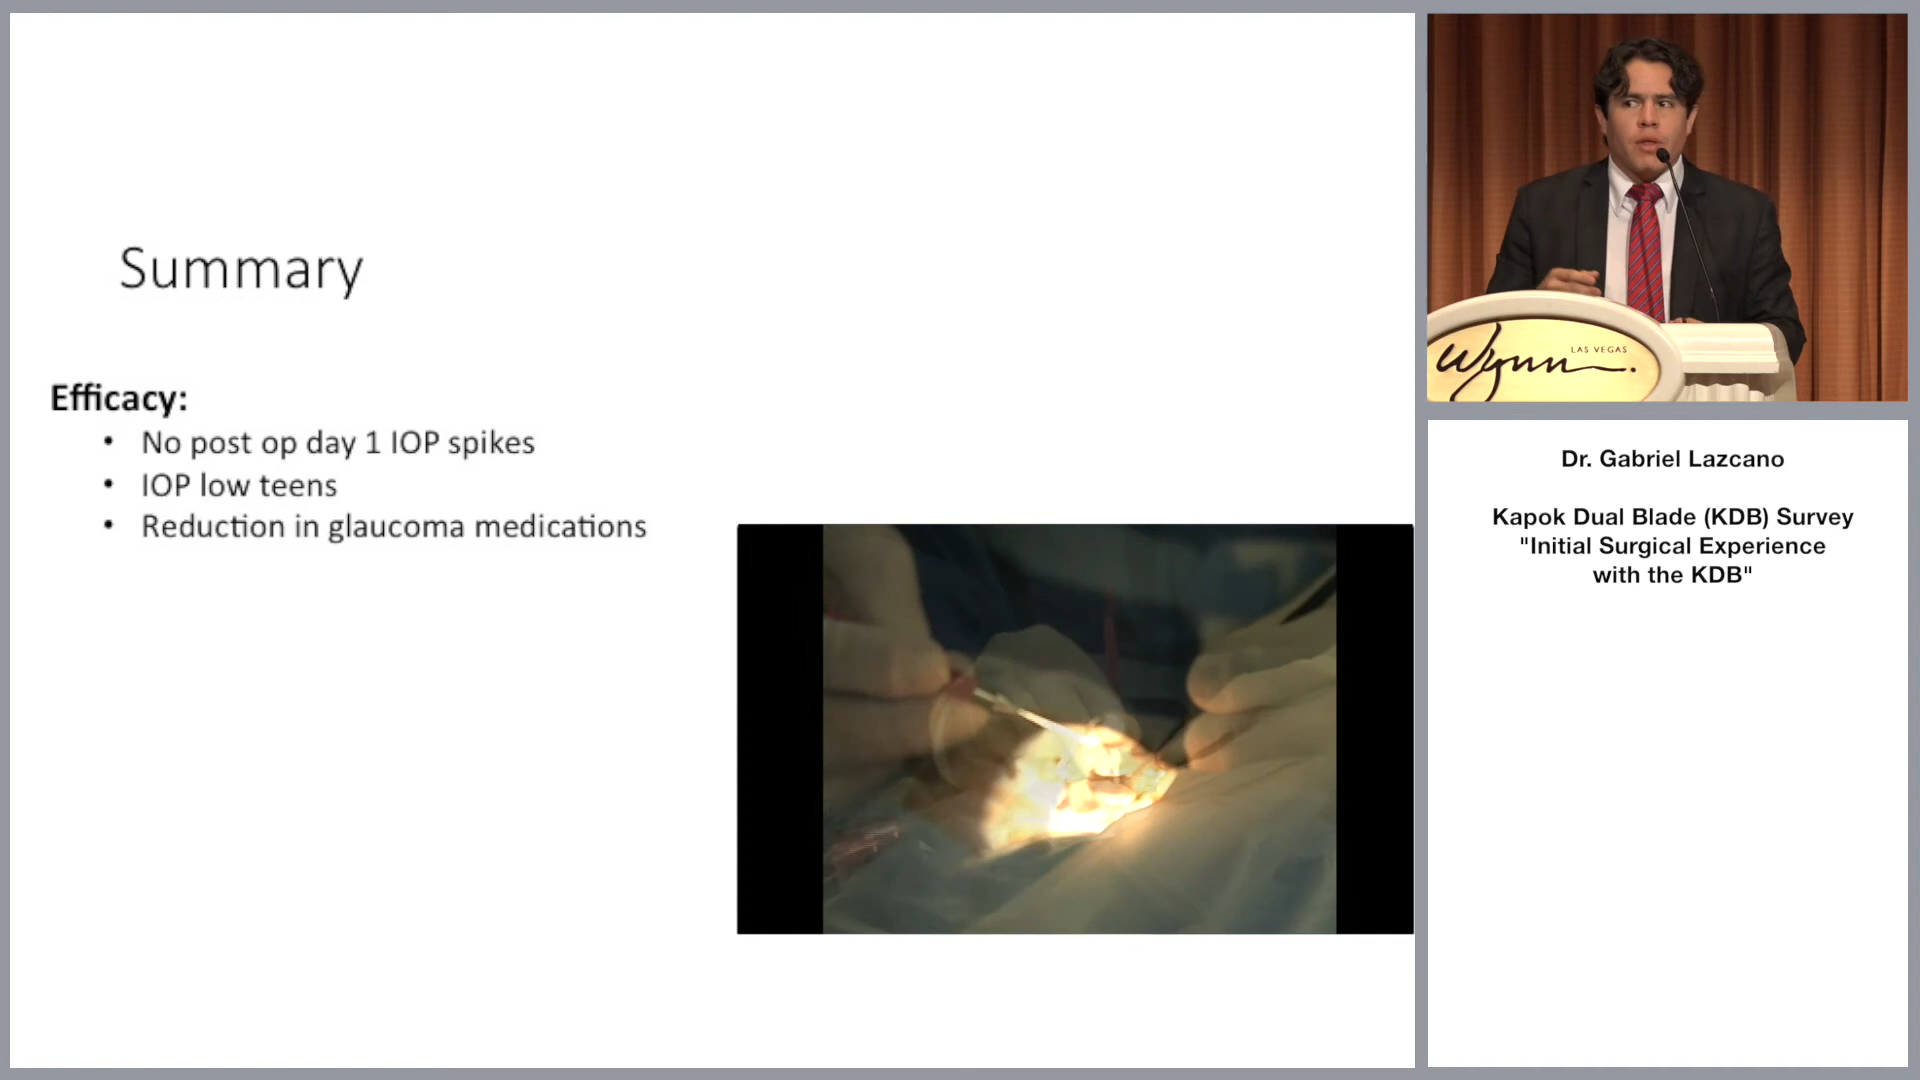 Summary
Efficacy:
• No post op day 1 IOP spikes
• IOP low teens
• Reduction in glaucoma medications
Wynn
LAS VEGAS
Dr. Gabriel Lazcano
Kapok Dual Blade (KDB) Survey
"Initial Surgical Experience
with the KDB"